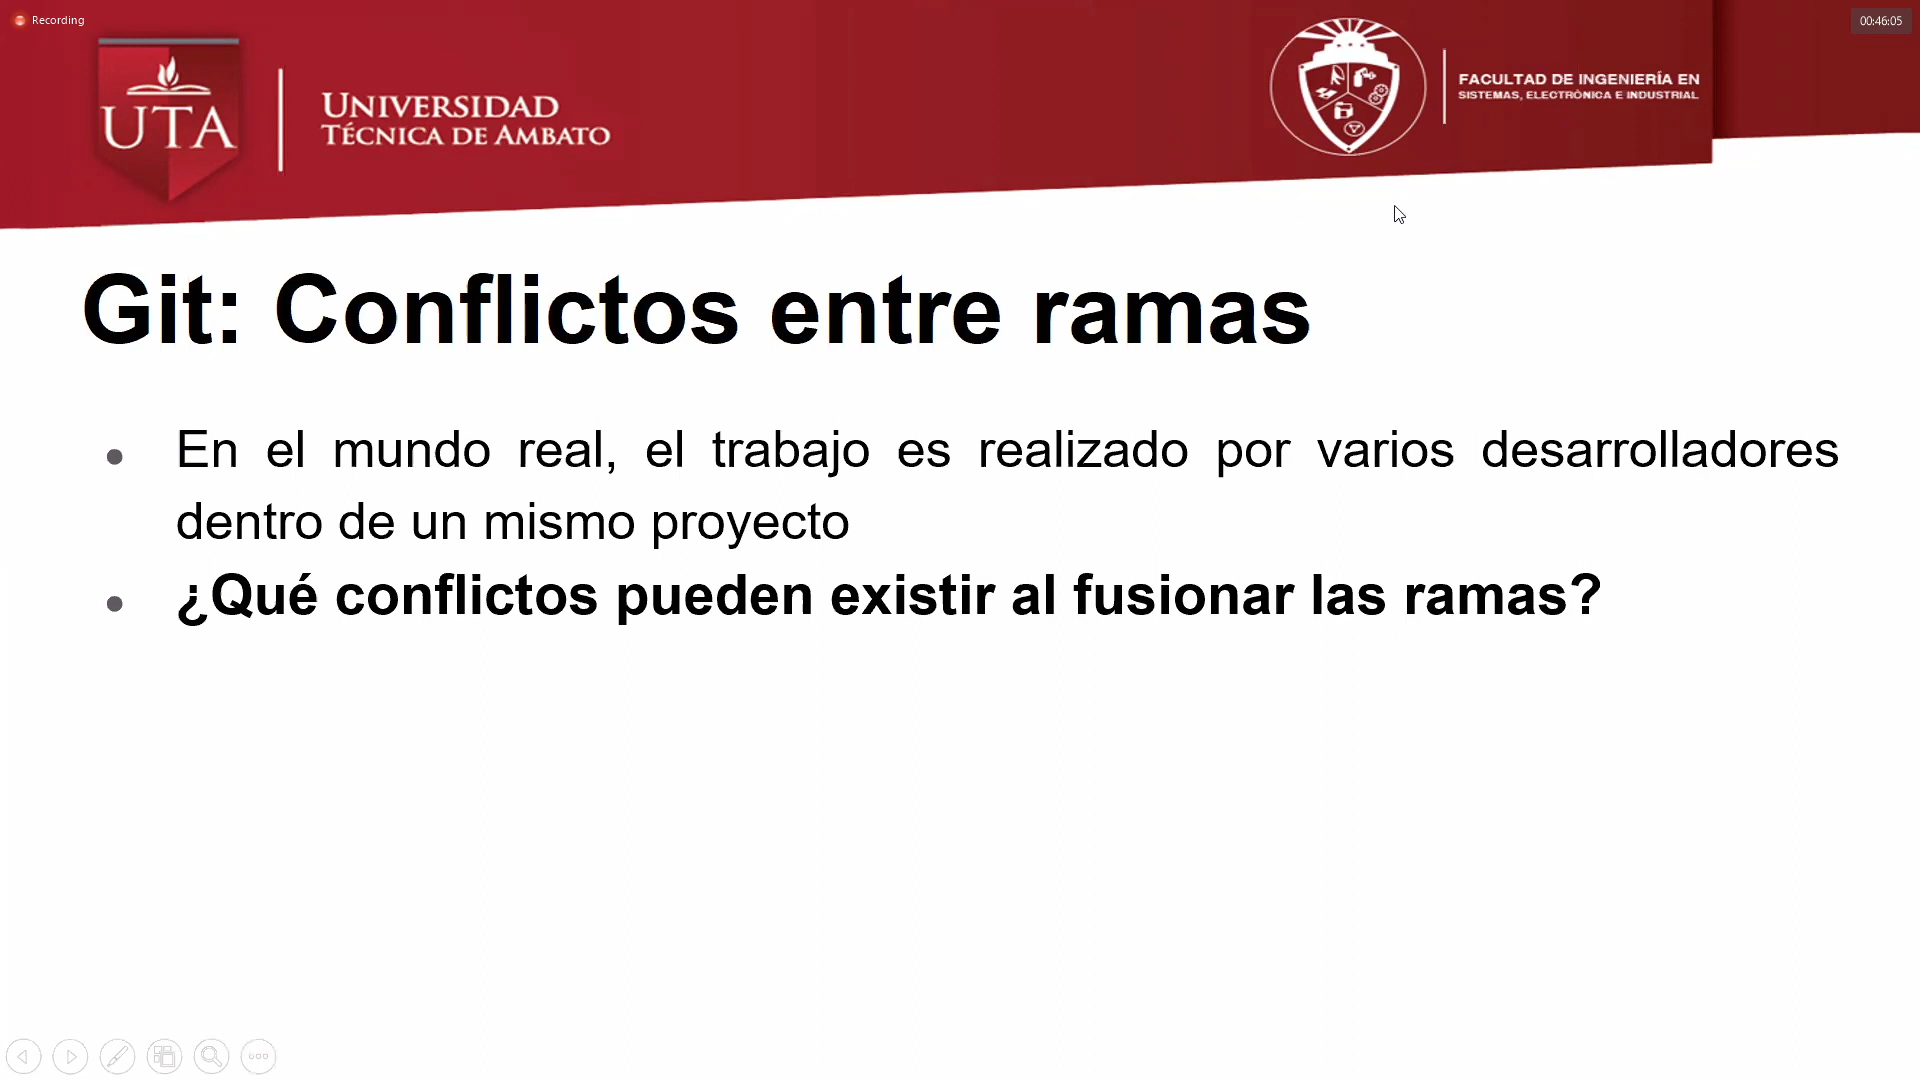 Recording
00:46:05
UTA
UNIVERSIDAD
TÉCNICA DE AMBATO
FACULTAD DE INGENIERÍA EN
SISTEMAS, ELECTRÓNICA E INDUSTRIAL
Git: Conflictos entre ramas
• En el mundo real, el trabajo es realizado por varios desarrolladores
dentro de un mismo proyecto
• ¿Qué conflictos pueden existir al fusionar las ramas?